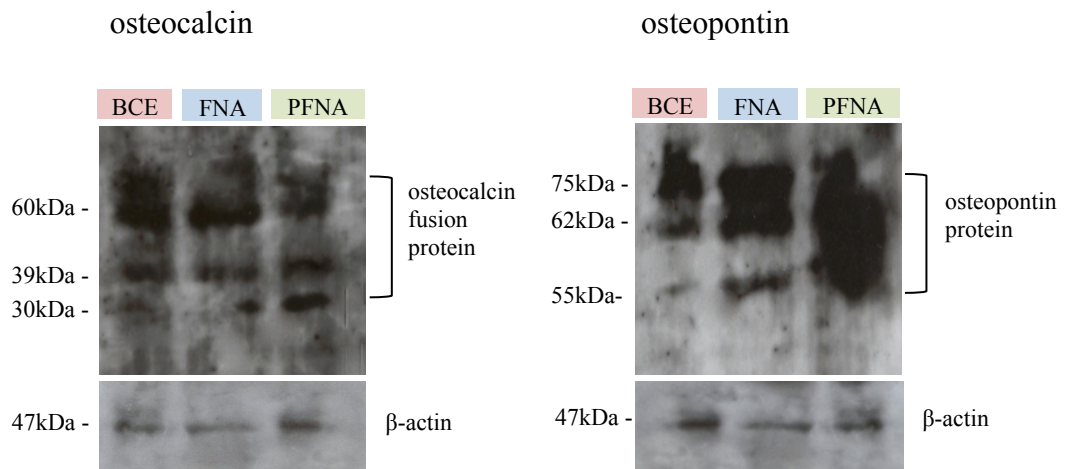 osteocalcin
BCE FNA PFNA
60kDa -
39kDa -
30kDa -
osteocalcin
fusion
protein
47kDa -
β-actin
osteopontin
BCE FNA PFNA
75kDa -
62kDa -
55kDa-
osteopontin
protein
47kDa -
β-actin